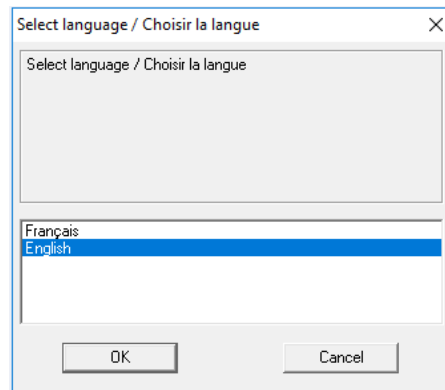 Select language / Choisir la langue
Select language / Choisir la langue
Français
English
OK
Cancel